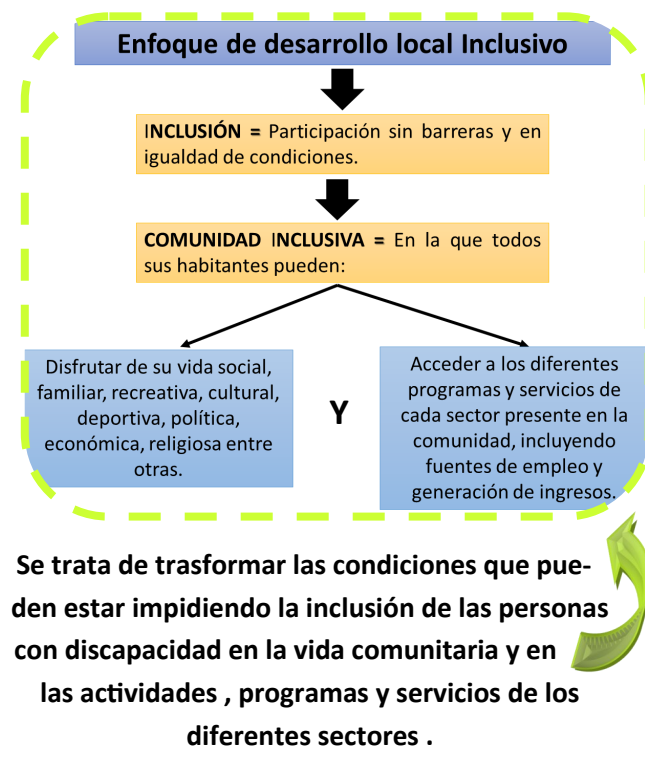 Enfoque de desarrollo local Inclusivo
INCLUSIÓN = Participación sin barreras y en
igualdad de condiciones.
COMUNIDAD INCLUSIVA = En la que todos
sus habitantes pueden:
Disfrutar de su vida social,
familiar, recreativa, cultural,
deportiva, política,
económica, religiosa entre
otras.
Y
Acceder a los diferentes
programas y servicios de
cada sector presente en la
comunidad, incluyendo
fuentes de empleo y
generación de ingresos.
Se trata de trasformar las condiciones que pue-
den estar impidiendo la inclusión de las personas
con discapacidad en la vida comunitaria y en
las actividades , programas y servicios de los
diferentes sectores .